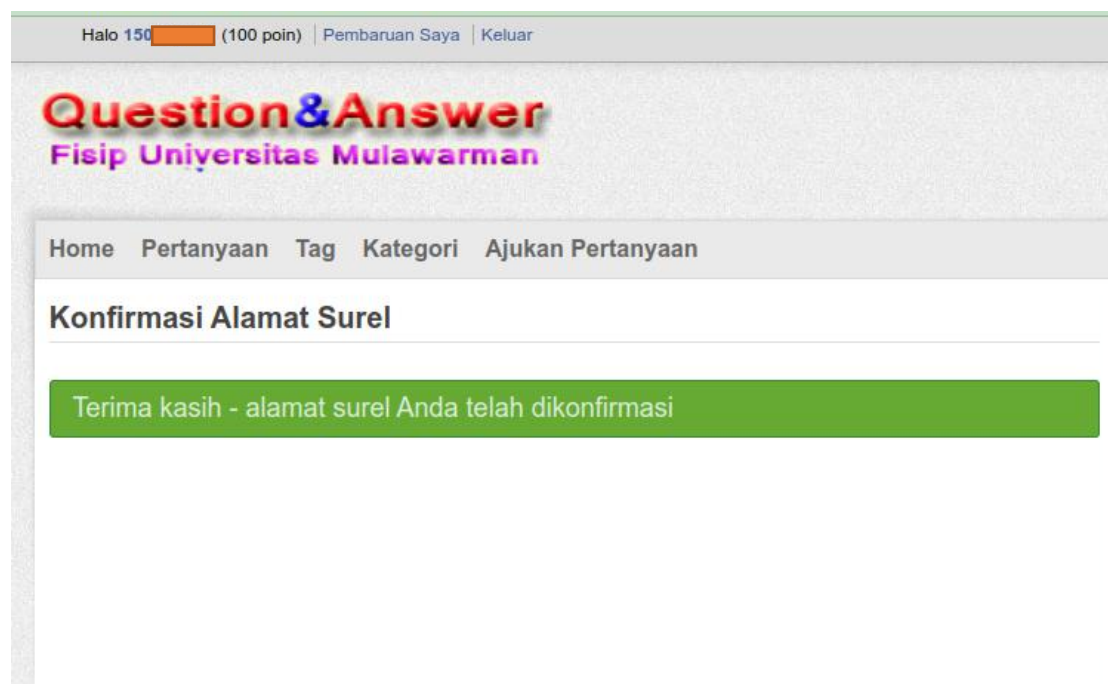 Halo 150 (100 poin) Pembaruan Saya Keluar
Question&Answer
Fisip Universitas Mulawarman
Home Pertanyaan Tag Kategori Ajukan Pertanyaan
Konfirmasi Alamat Surel
Terima kasih - alamat surel Anda telah dikonfirmasi